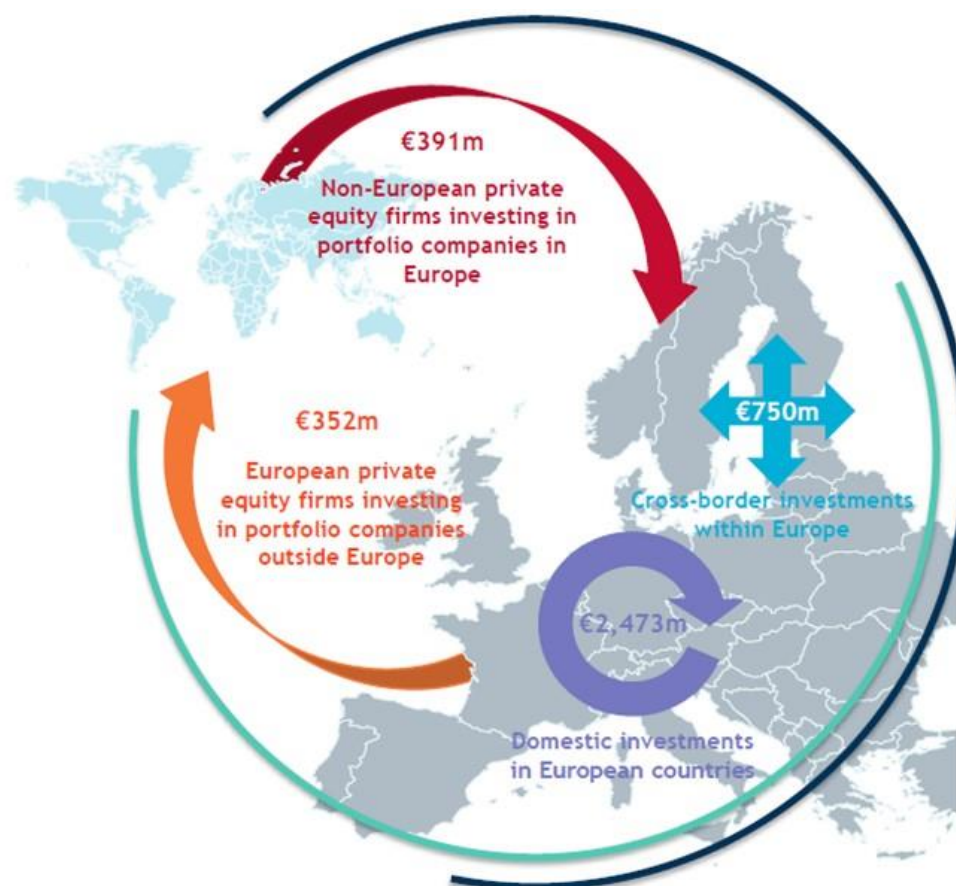 €391m
Non-European private
equity firms investing in
portfolio companies in
Europe
€352m
European private
equity firms investing
in portfolio companies
outside Europe
€750m
Cross-border investments
within Europe
€2,473m
Domestic investments
in European countries